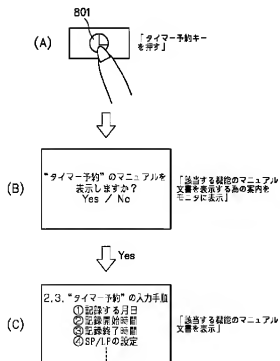 801
(A)
「タイマー予約キー
を押す」
(B)
"タイマー予約"のマニュアルを
表示しますか?
Yes / No
「該当する機能のマニュアル
文書を表示する為の案内を
モニタに表示」
Yes
(C)
2.3. "タイマー予約"の入力手順
①記録する月日
②記録開始時間
③記録終了時間
④SP/LPの設定
「該当する機能のマニュアル
文書を表示」